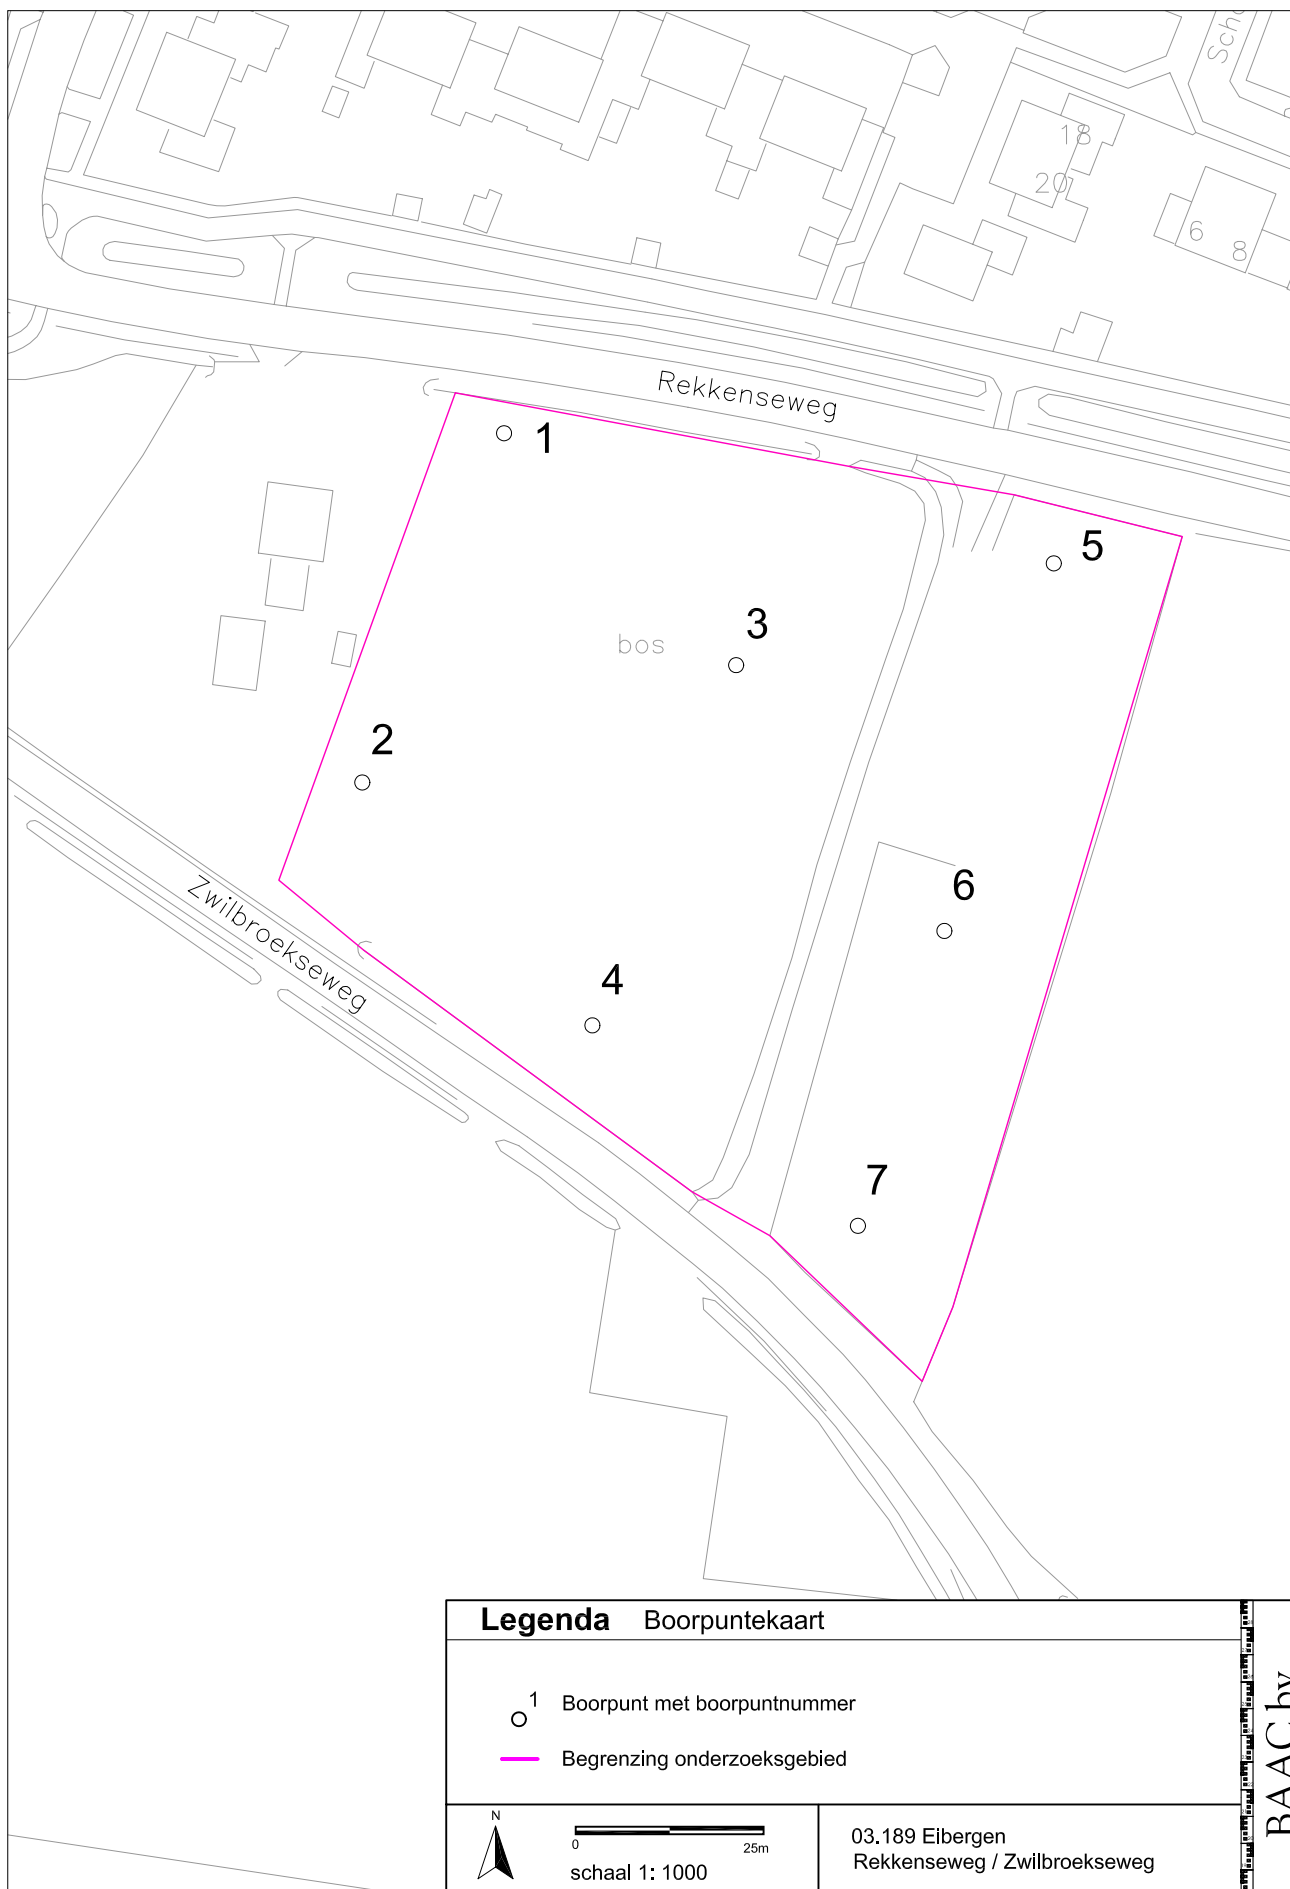 18
20
6
8
Rekkenseweg
1
5
3
bos
2
6
Zwilbroekseweg
4
7
Legenda Boorpuntekaart
1 Boorpunt met boorpuntnummer
Begrenzing onderzoeksgebied
N
0 25m
schaal 1: 1000
03.189 Eibergen
Rekkenseweg / Zwilbroekseweg
BAAC bv